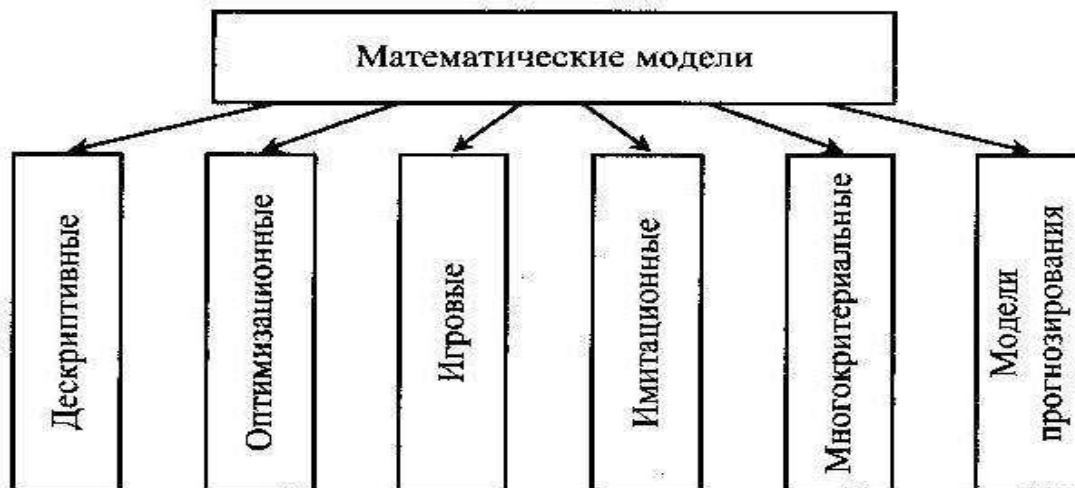 Математические модели
Дескриптивные
Оптимизационные
Игровые
Имитационные
Многокритериальные
Модели
прогнозирования